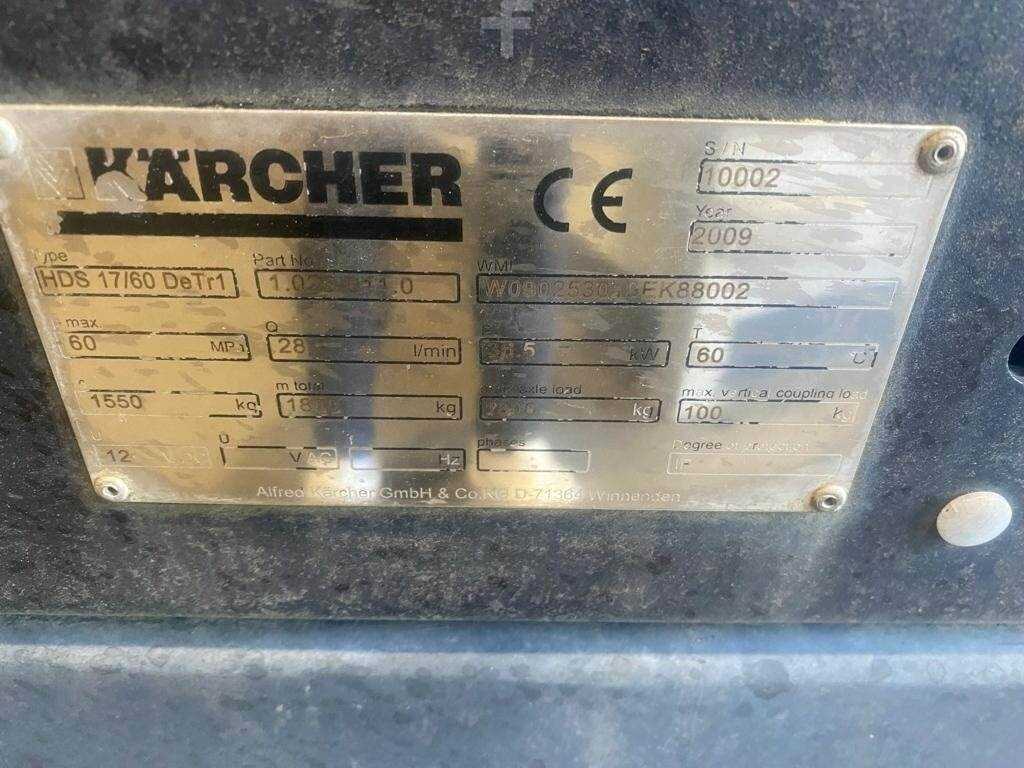 KÄRCHER
CE
S/N
10002
Year
2009
Type
HDS 17/60 DeTr1
Part No.
WMI
max.
60 MPa
Q
28 l/min
kW
T
60 °C
1550 kg
m total
kg
axle load
kg
max. vertical coupling load
100 kg
12
V AC
Hz
phases
Degree of protection
IP
Alfred Kärcher GmbH & Co.KG D-71364 Winnenden